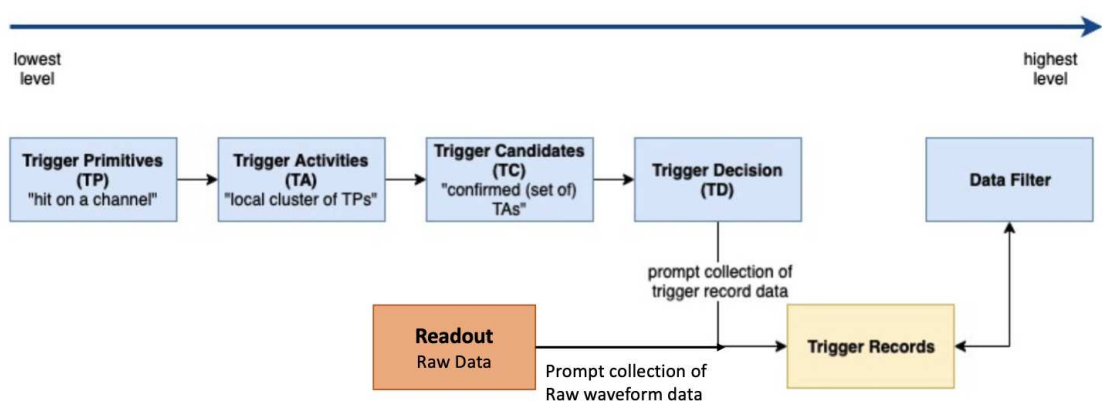 lowest
level
highest
level
Trigger Primitives
(TP)
"hit on a channel"
Trigger Activities
(TA)
"local cluster of TPs"
Trigger Candidates
(TC)
"confirmed (set of)
TAs"
Trigger Decision
(TD)
Data Filter
prompt collection of
trigger record data
Readout
Raw Data
Prompt collection of
Raw waveform data
Trigger Records